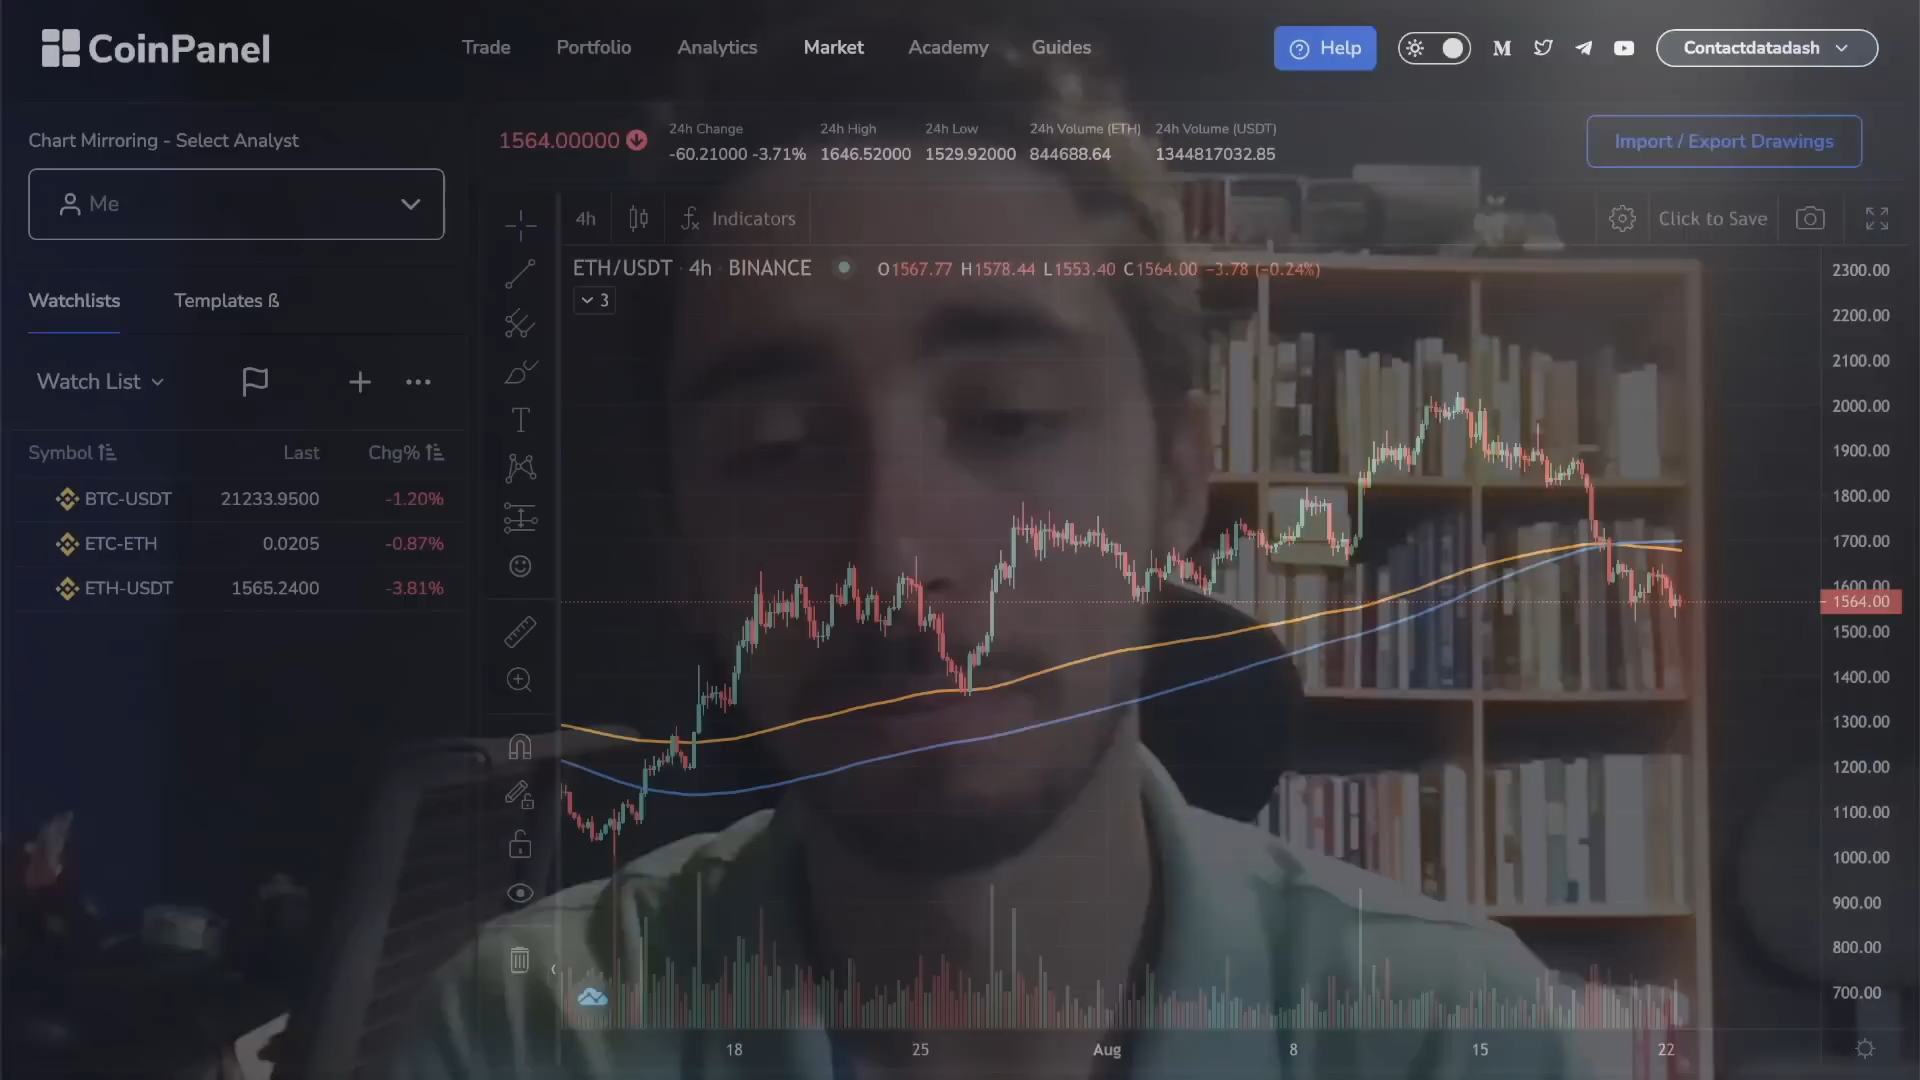 CoinPanel
Trade Portfolio Analytics Market Academy Guides
Help
M
Contactdatadash
Chart Mirroring - Select Analyst
Me
1564.00000
24h Change
-60.21000 -3.71%
24h High
1646.52000
24h Low
1529.92000
24h Volume (ETH)
844688.64
24h Volume (USDT)
1344817032.85
Import / Export Drawings
4h
Indicators
Click to Save
ETH/USDT · 4h · BINANCE
O1567.77 H1578.44 L1553.40 C1564.00 −3.78 (−0.24%)
3
Watchlists
Templates ß
Watch List
Symbol Last Chg%
BTC-USDT 21233.9500 -1.20%
ETC-ETH 0.0205 -0.87%
ETH-USDT 1565.2400 -3.81%
2300.00
2200.00
2100.00
2000.00
1900.00
1800.00
1700.00
1600.00
1564.00
1500.00
1400.00
1300.00
1200.00
1100.00
1000.00
900.00
800.00
700.00
18 25 Aug 8 15 22